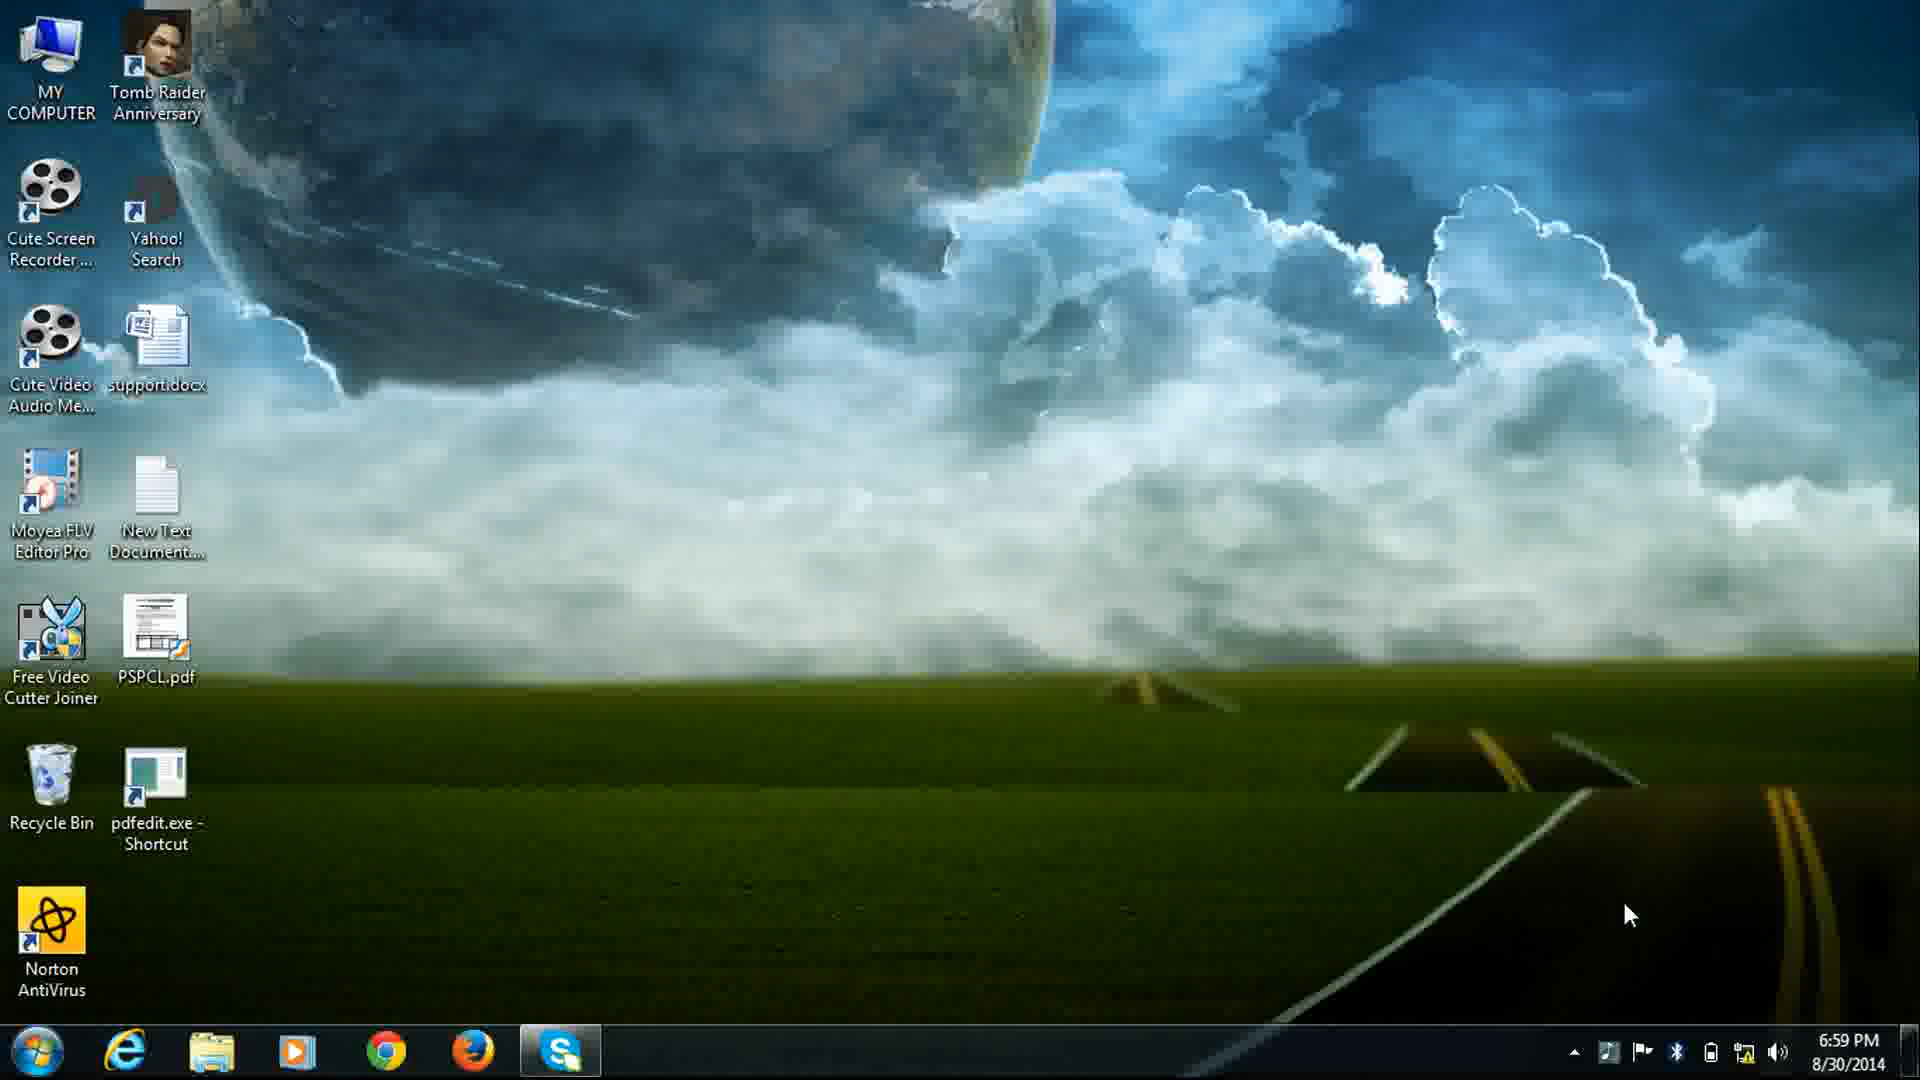 MY
COMPUTER
Tomb Raider
Anniversary
Cute Screen
Recorder ...
Yahoo!
Search
Cute Video
Audio Me...
support.docx
Moyea FLV
Editor Pro
New Text
Document....
Free Video
Cutter Joiner
PSPCL.pdf
Recycle Bin
pdfedit.exe -
Shortcut
Norton
AntiVirus
6:59 PM
8/30/2014